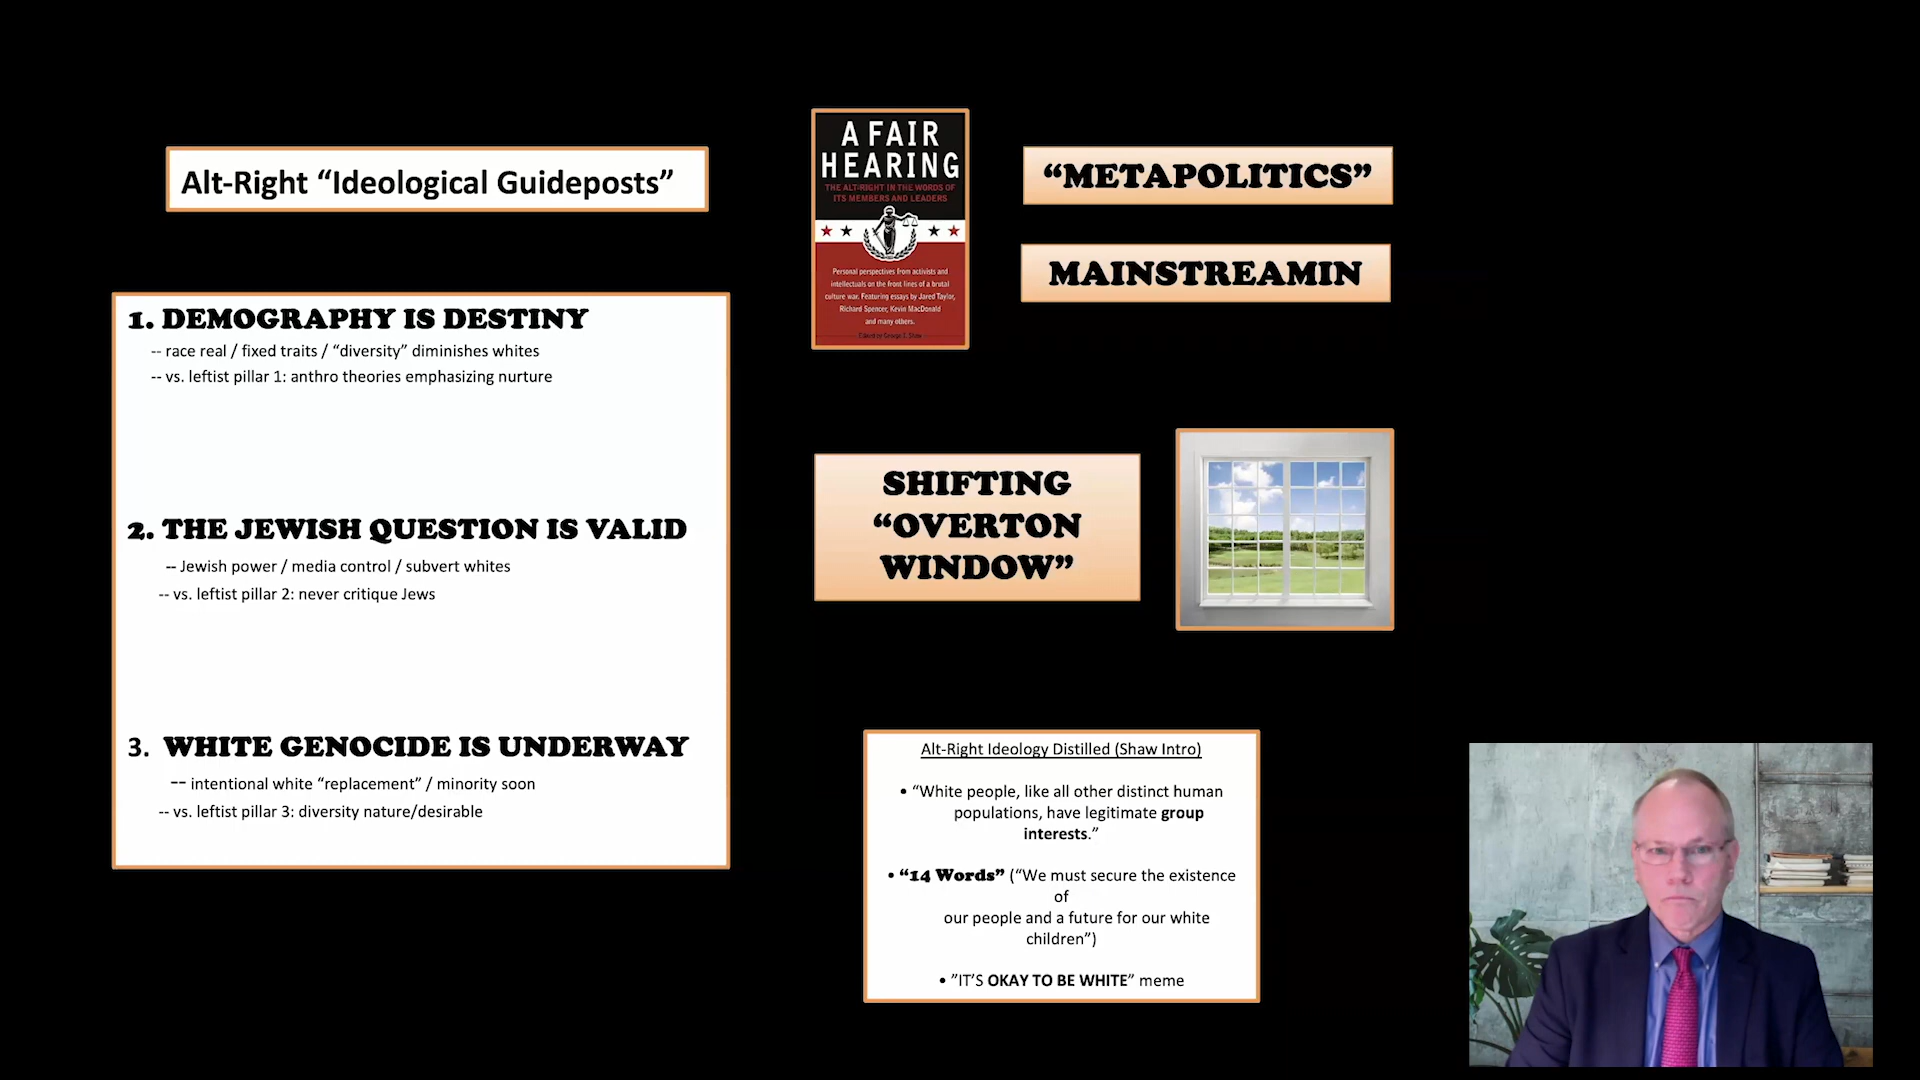 Alt-Right “Ideological Guideposts”
1. DEMOGRAPHY IS DESTINY
-- race real / fixed traits / “diversity” diminishes whites
-- vs. leftist pillar 1: anthro theories emphasizing nurture
2. THE JEWISH QUESTION IS VALID
-- Jewish power / media control / subvert whites
-- vs. leftist pillar 2: never critique Jews
3. WHITE GENOCIDE IS UNDERWAY
-- intentional white “replacement” / minority soon
-- vs. leftist pillar 3: diversity nature/desirable
A FAIR
HEARING
THE ALT-RIGHT IN THE WORDS OF
ITS MEMBERS AND LEADERS
Personal perspectives from activists and
intellectuals on the front lines of a brutal
culture war. Featuring essays by Jared Taylor,
Richard Spencer, Kevin MacDonald
and many others.
Edited by George T. Shaw
“METAPOLITICS”
MAINSTREAMIN
SHIFTING
“OVERTON
WINDOW”
Alt-Right Ideology Distilled (Shaw Intro)
• “White people, like all other distinct human
populations, have legitimate group
interests.”
• “14 Words” (“We must secure the existence
of
our people and a future for our white
children”)
• ”IT’S OKAY TO BE WHITE” meme